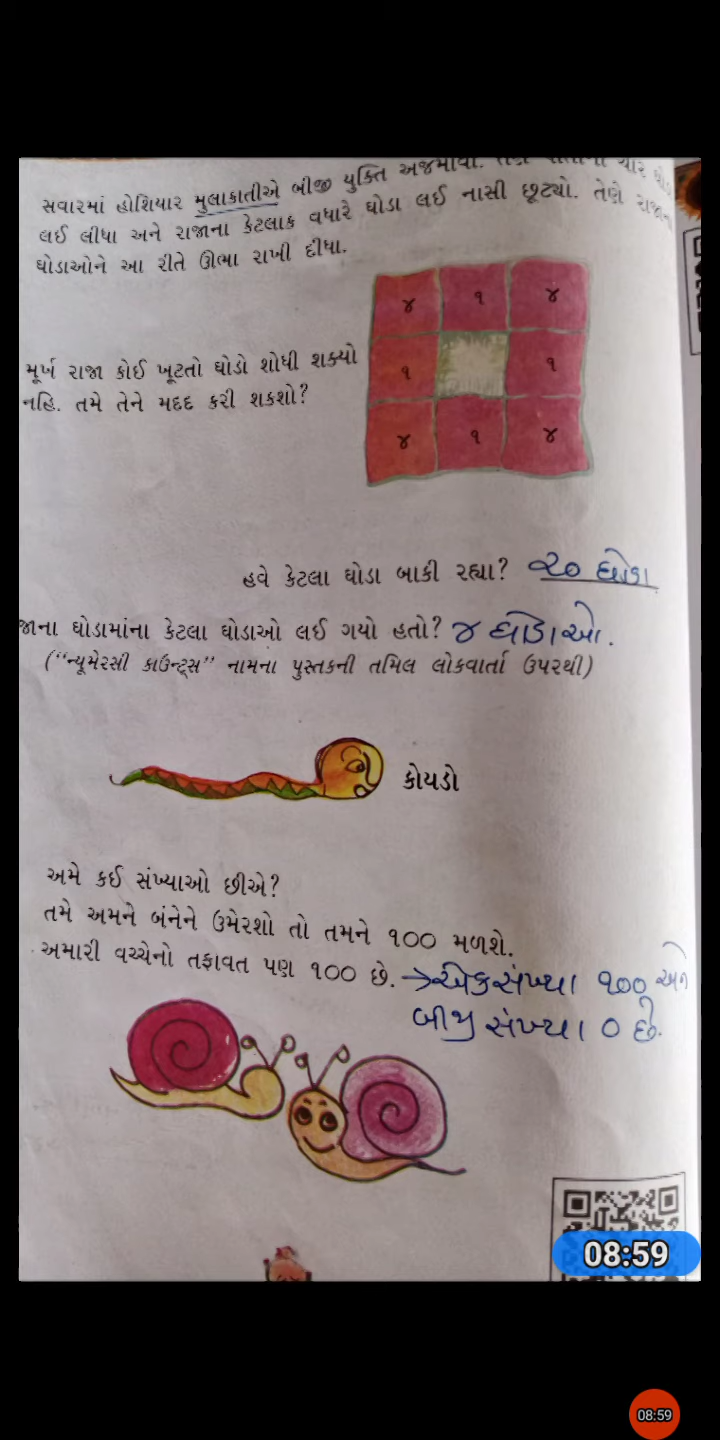 સવારમાં હોશિયાર મુલાકાતીએ બીજી યુક્તિ અજમાવી. તેણે પોતાના ચાર
લઈ લીધા અને રાજાના કેટલાક વધારે ઘોડા લઈ નાસી છૂટ્યો. તેણે રાજાના
ઘોડાઓને આ રીતે ઊભા રાખી દીધા.
૪ ૧ ૪
૧ ૧
૪ ૧ ૪
મૂર્ખ રાજા કોઈ ખૂટતો ઘોડો શોધી શક્યો
નહિ. તમે તેને મદદ કરી શકશો?
હવે કેટલા ઘોડા બાકી રહ્યા? ૨૦ ઘોડા
જાના ઘોડામાંના કેટલા ઘોડાઓ લઈ ગયો હતો? ૪ ઘોડાઓ.
(“ન્યૂમેરસી કાઉન્ટ્સ” નામના પુસ્તકની તમિલ લોકવાર્તા ઉપરથી)
કોયડો
અમે કઈ સંખ્યાઓ છીએ?
તમે અમને બંનેને ઉમેરશો તો તમને ૧૦૦ મળશે.
અમારી વચ્ચેનો તફાવત પણ ૧૦૦ છે. →એક સંખ્યા ૧૦૦ અને
બીજી સંખ્યા ૦ છે.
08:59
08:59